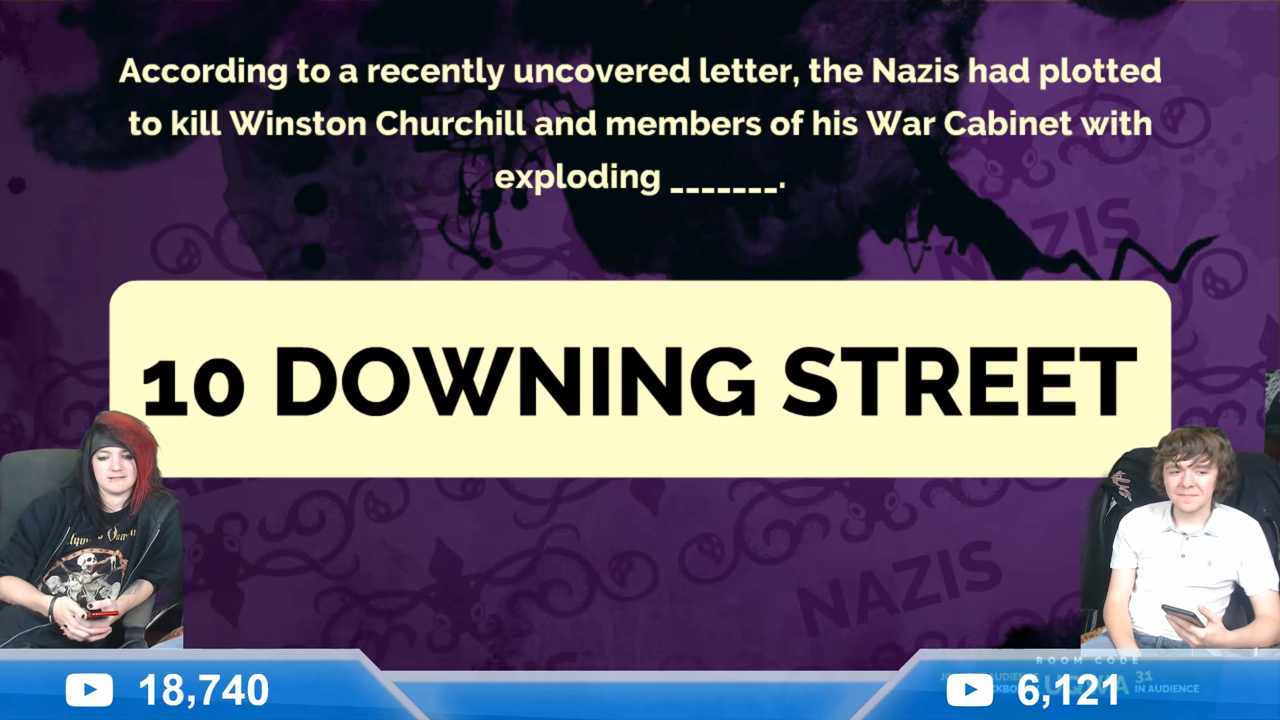 According to a recently uncovered letter, the Nazis had plotted
to kill Winston Churchill and members of his War Cabinet with
exploding _______.
NAZIS
10 DOWNING STREET
NAZIS
ROOM CODE
31
IN AUDIENCE
18,740
6,121